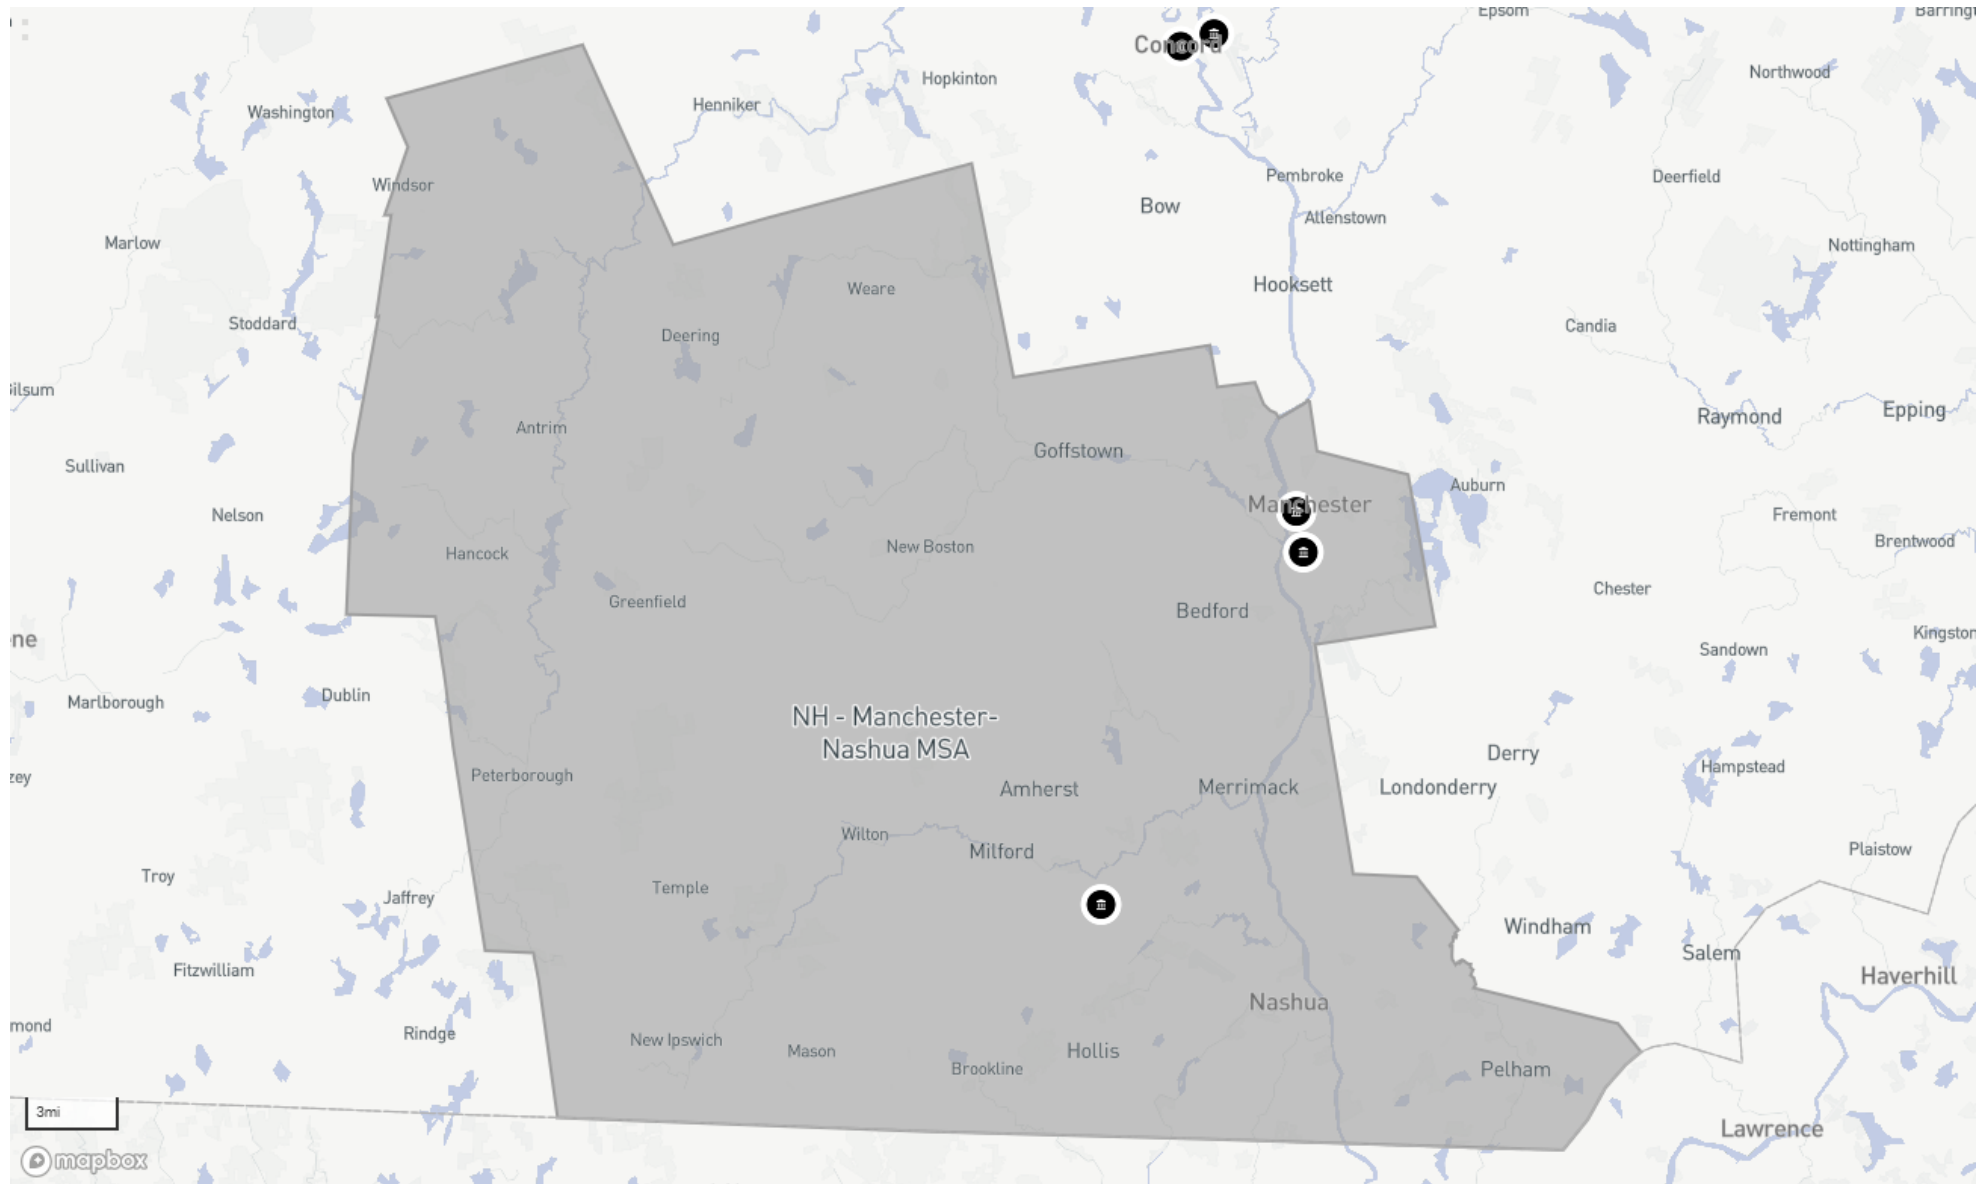 Epsom
Barringt
Concord
Northwood
Hopkinton
Henniker
Washington
Pembroke
Deerfield
Windsor
Bow
Allenstown
Marlow
Nottingham
Hooksett
Weare
Stoddard
Candia
Deering
Gilsum
Raymond
Epping
Antrim
Goffstown
Sullivan
Auburn
Manchester
Nelson
Fremont
Brentwood
Hancock
New Boston
Chester
Greenfield
Bedford
ene
Kingston
Sandown
Dublin
Marlborough
NH - Manchester-
Nashua MSA
Derry
Hampstead
zey
Peterborough
Amherst
Merrimack
Londonderry
Wilton
Milford
Plaistow
Troy
Temple
Jaffrey
Windham
Salem
Fitzwilliam
Haverhill
Nashua
mond
Rindge
New Ipswich
Mason
Hollis
Brookline
Pelham
3mi
Lawrence
mapbox